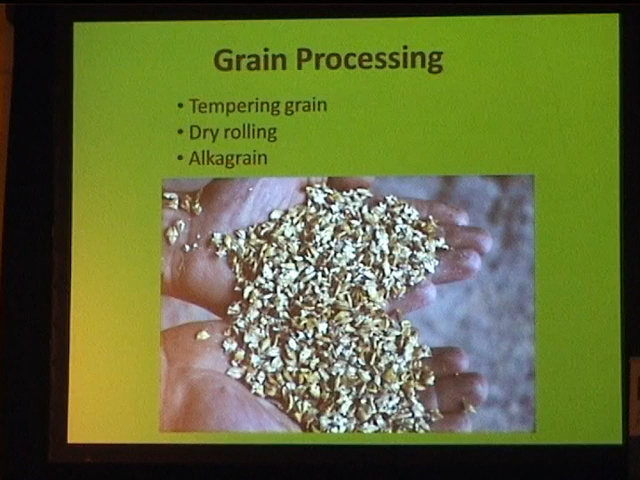 Grain Processing
• Tempering grain
• Dry rolling
• Alkagrain